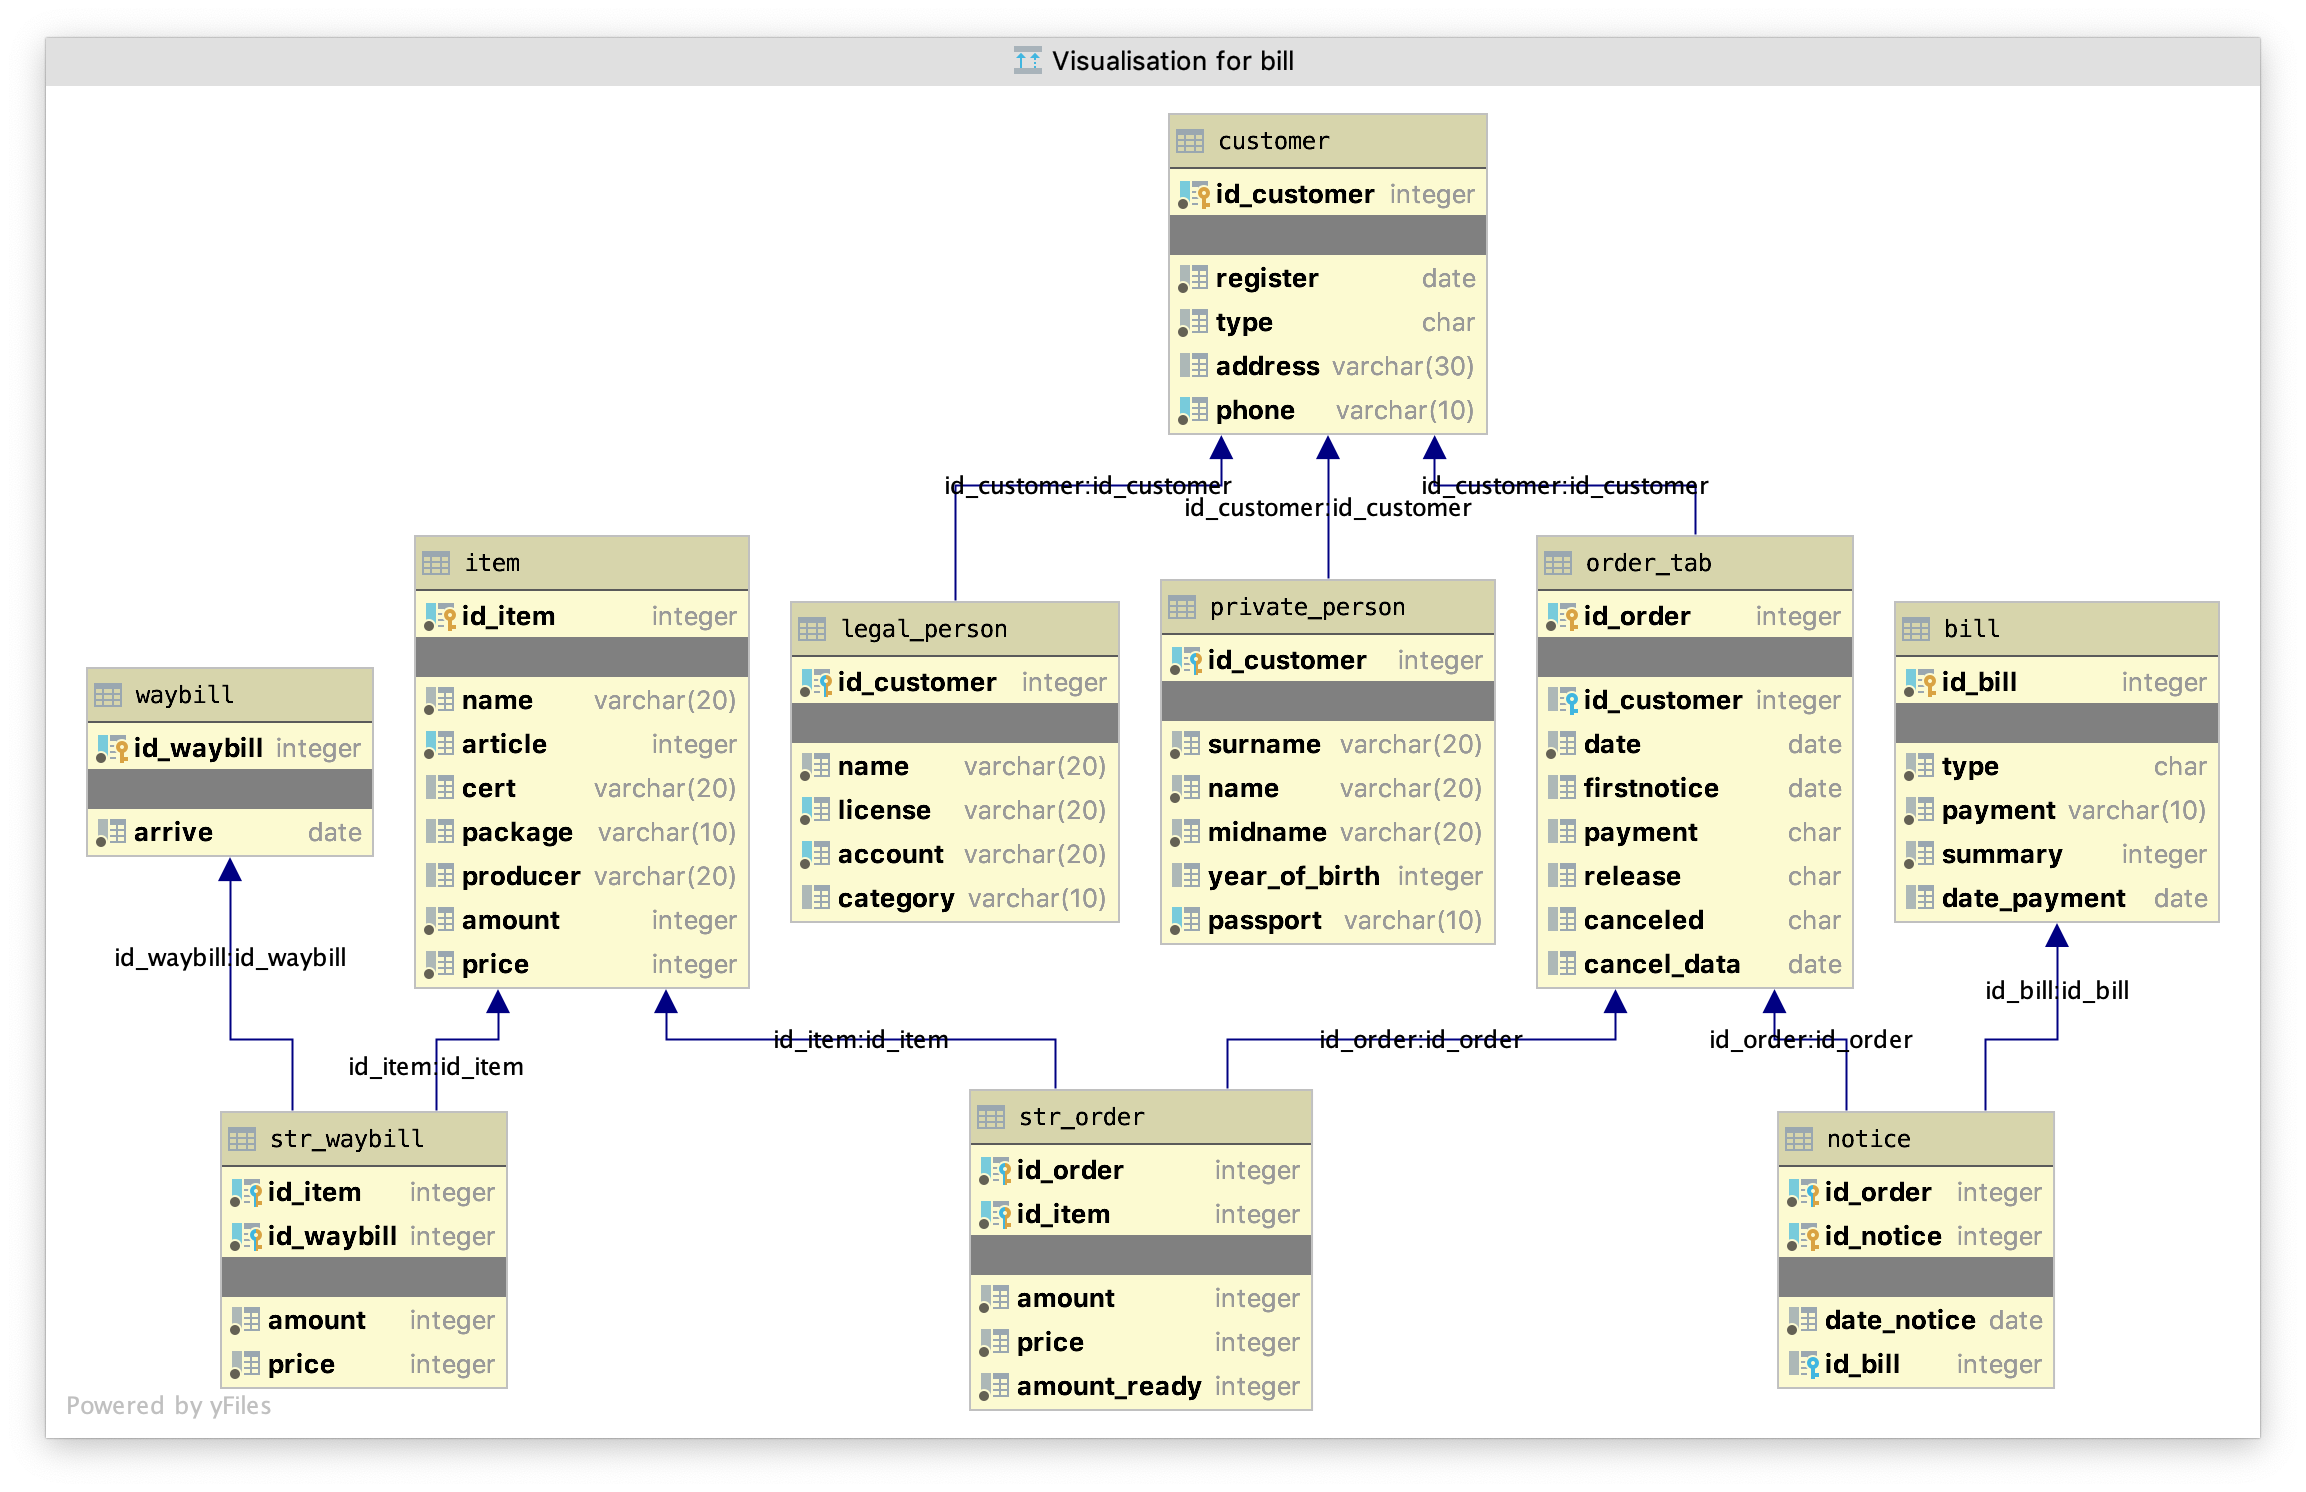 Visualisation for bill
customer
id_customer integer
register date
type char
address varchar(30)
phone varchar(10)
id_customer:id_customer
id_customer:id_customer
id_customer:id_customer
item
id_item integer
name varchar(20)
article integer
cert varchar(20)
package varchar(10)
producer varchar(20)
amount integer
price integer
legal_person
id_customer integer
name varchar(20)
license varchar(20)
account varchar(20)
category varchar(10)
private_person
id_customer integer
surname varchar(20)
name varchar(20)
midname varchar(20)
year_of_birth integer
passport varchar(10)
order_tab
id_order integer
id_customer integer
date date
firstnotice date
payment char
release char
canceled char
cancel_data date
bill
id_bill integer
type char
payment varchar(10)
summary integer
date_payment date
waybill
id_waybill integer
arrive date
id_waybill:id_waybill
id_item:id_item
id_item:id_item
id_order:id_order
id_order:id_order
id_bill:id_bill
str_waybill
id_item integer
id_waybill integer
amount integer
price integer
str_order
id_order integer
id_item integer
amount integer
price integer
amount_ready integer
notice
id_order integer
id_notice integer
date_notice date
id_bill integer
Powered by yFiles